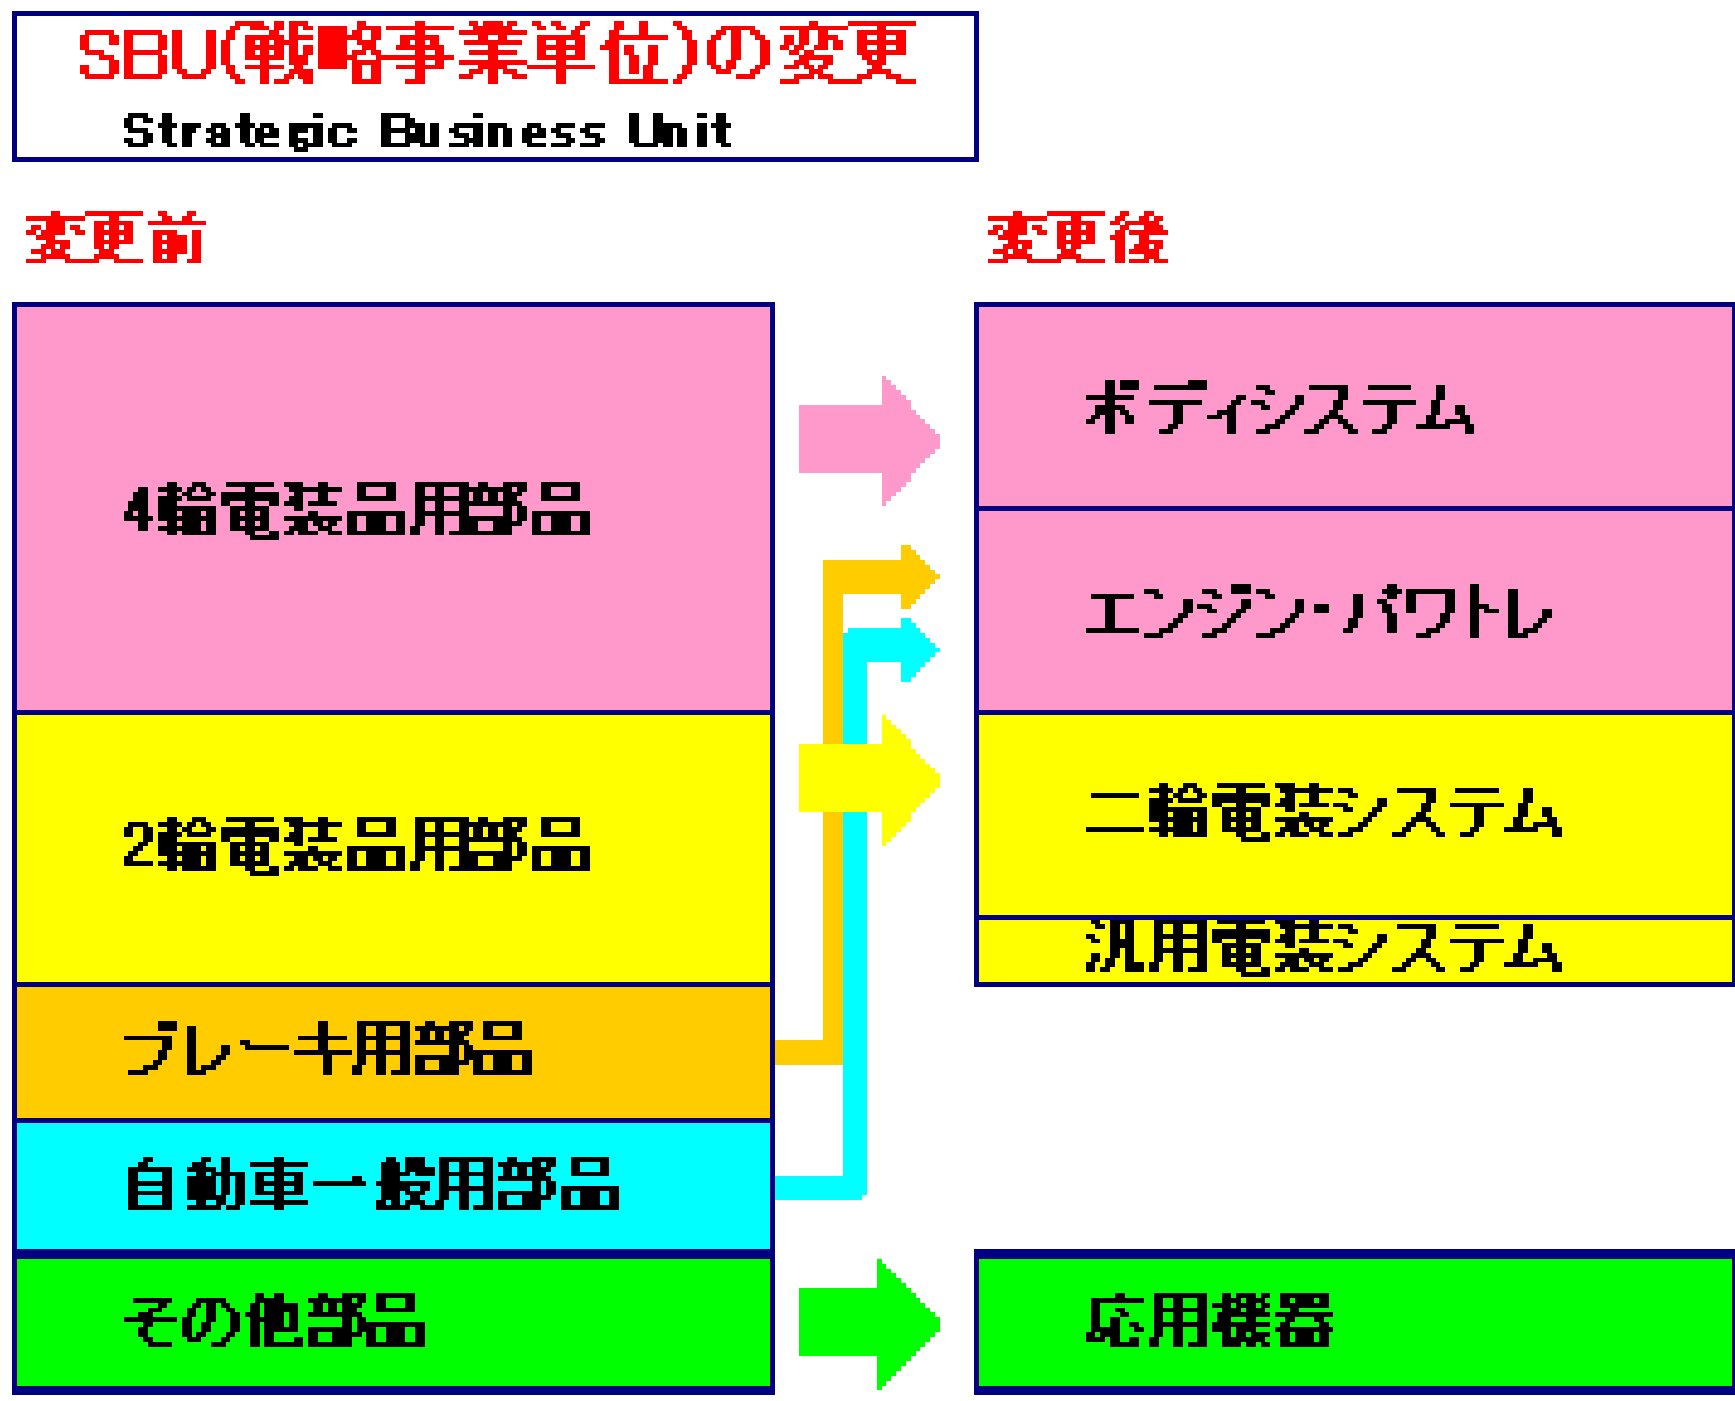 SBU(戦略事業単位)の変更
Strategic Business Unit
変更前
変更後
4輪電装品用部品
2輪電装品用部品
ブレーキ用部品
自動車一般用部品
その他部品
ボディシステム
エンジン・パワトレ
二輪電装システム
汎用電装システム
応用機器